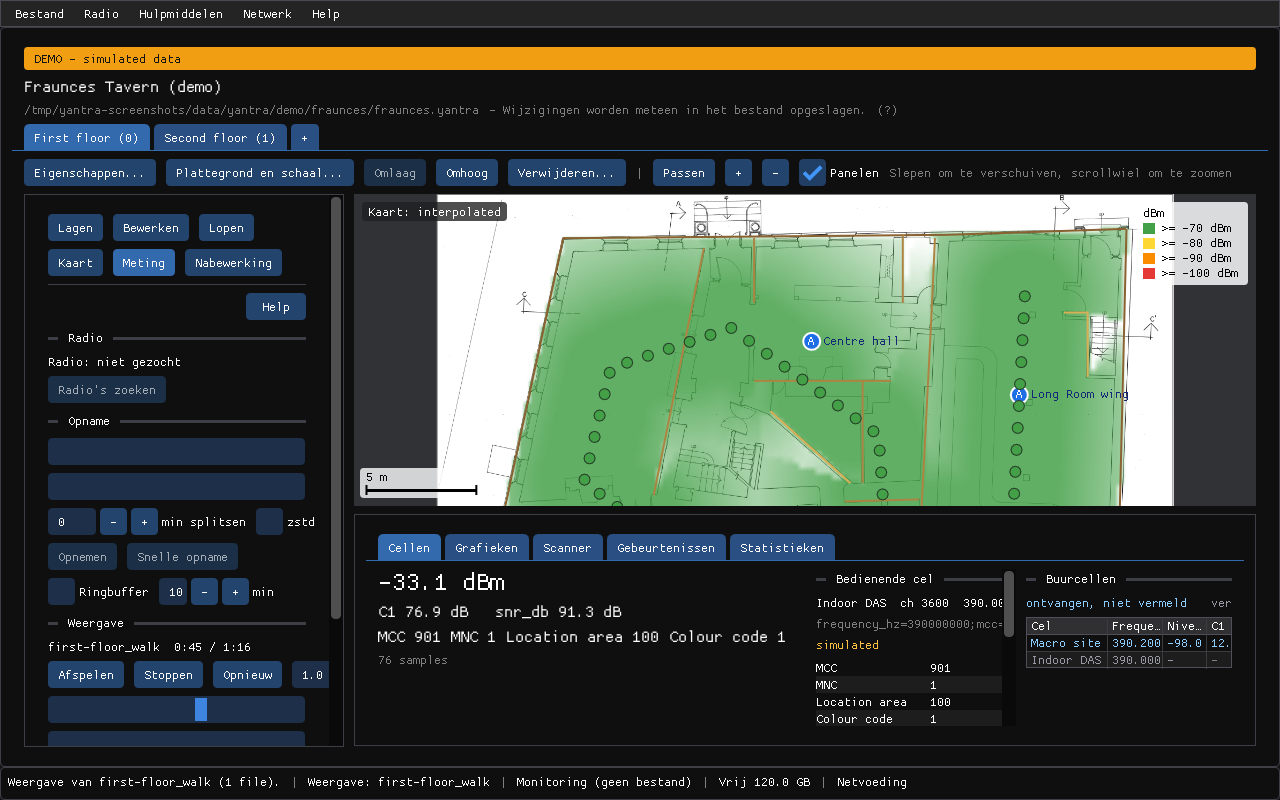 Bestand Radio Hulpmiddelen Netwerk Help
DEMO - simulated data
Fraunces Tavern (demo)
/tmp/yantra-screenshots/data/yantra/demo/fraunces/fraunces.yantra - Wijzigingen worden meteen in het bestand opgeslagen. (?)
First floor (0) Second floor (1) +
Eigenschappen... Plattegrond en schaal... Omlaag Omhoog Verwijderen... | Passen + - Panelen Slepen om te verschuiven, scrollwiel om te zoomen
Lagen Bewerken Lopen
Kaart Meting Nabewerking
Help
Radio
Radio: niet gezocht
Radio's zoeken
Opname
0 - + min splitsen zstd
Opnemen Snelle opname
Ringbuffer 10 - + min
Weergave
first-floor_walk 0:45 / 1:16
Afspelen Stoppen Opnieuw 1.0
Kaart: interpolated
A
B
C
C'
dBm
>= -70 dBm
>= -80 dBm
>= -90 dBm
>= -100 dBm
A Centre hall
A Long Room wing
5 m
Cellen Grafieken Scanner Gebeurtenissen Statistieken
-33.1 dBm
C1 76.9 dB snr_db 91.3 dB
MCC 901 MNC 1 Location area 100 Colour code 1
76 samples
Bedienende cel
Indoor DAS ch 3600 390.00
frequency_hz=390000000;mcc=
simulated
MCC 901
MNC 1
Location area 100
Colour code 1
Buurcellen
ontvangen, niet vermeld ver
Cel Freque… Nive… C1
Macro site 390.200 -98.0 12.
Indoor DAS 390.000 - -
Weergave van first-floor_walk (1 file). | Weergave: first-floor_walk | Monitoring (geen bestand) | Vrij 120.0 GB | Netvoeding